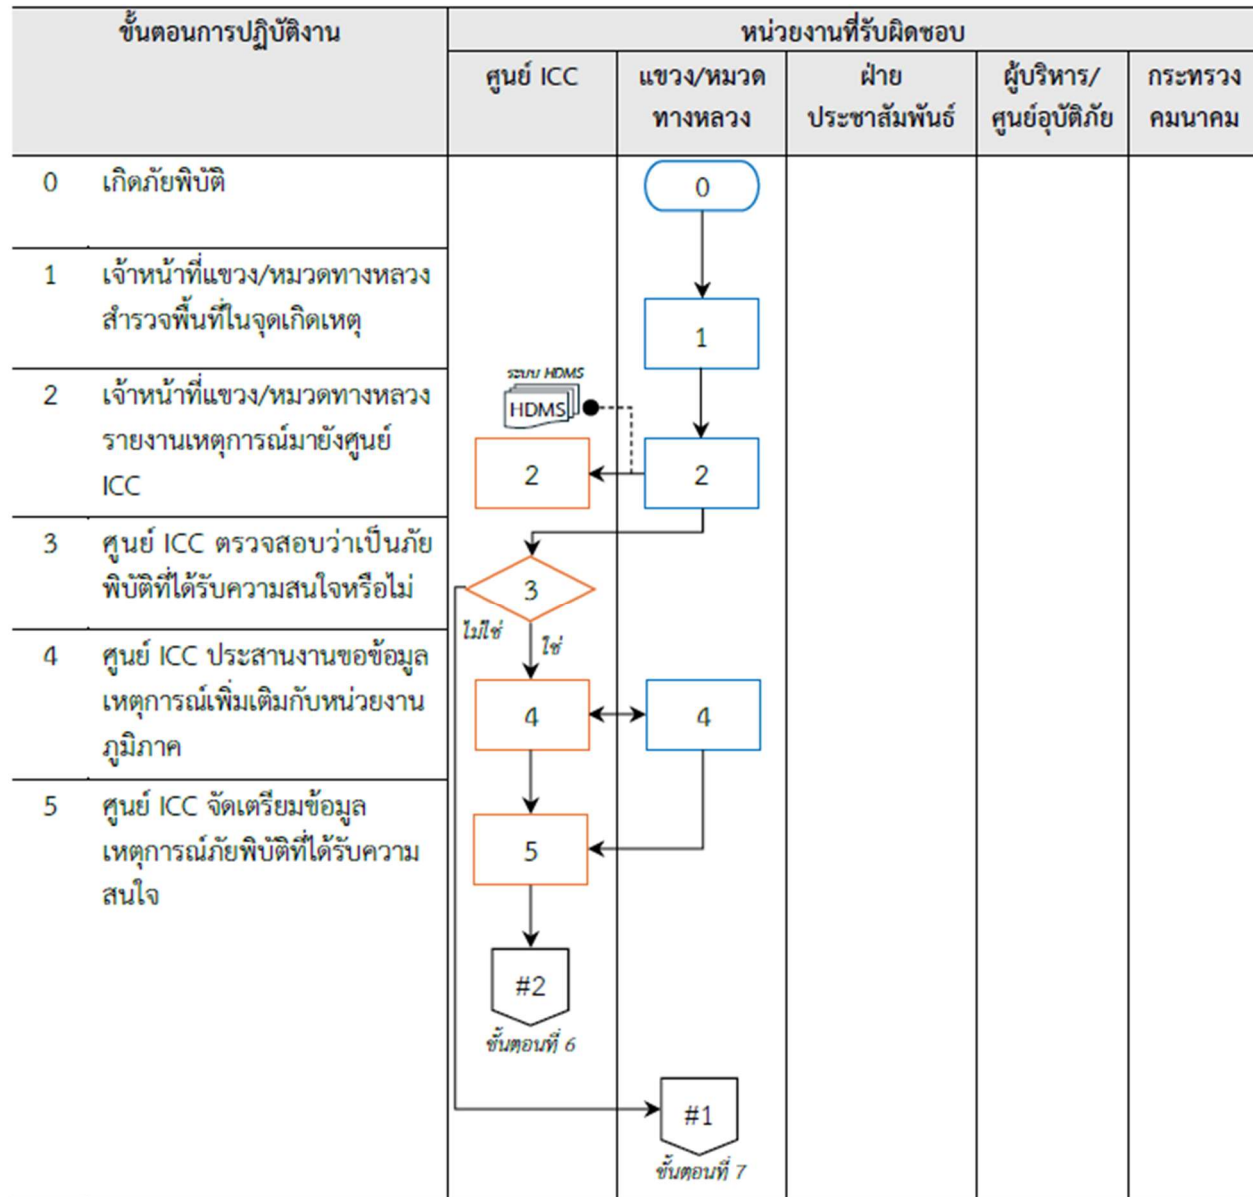 ขั้นตอนการปฏิบัติงาน
หน่วยงานที่รับผิดชอบ
ศูนย์ ICC
แขวง/หมวด
ทางหลวง
ฝ่าย
ประชาสัมพันธ์
ผู้บริหาร/
ศูนย์อุบัติภัย
กระทรวง
คมนาคม
0 เกิดภัยพิบัติ
0
1 เจ้าหน้าที่แขวง/หมวดทางหลวง
สำรวจพื้นที่ในจุดเกิดเหตุ
1
2 เจ้าหน้าที่แขวง/หมวดทางหลวง
รายงานเหตุการณ์มายังศูนย์
ICC
ระบบ HDMS
HDMS
2
2
3 ศูนย์ ICC ตรวจสอบว่าเป็นภัย
พิบัติที่ได้รับความสนใจหรือไม่
3
ไม่ใช่
ใช่
4 ศูนย์ ICC ประสานงานขอข้อมูล
เหตุการณ์เพิ่มเติมกับหน่วยงาน
ภูมิภาค
4
4
5 ศูนย์ ICC จัดเตรียมข้อมูล
เหตุการณ์ภัยพิบัติที่ได้รับความ
สนใจ
5
#2
ขั้นตอนที่ 6
#1
ขั้นตอนที่ 7